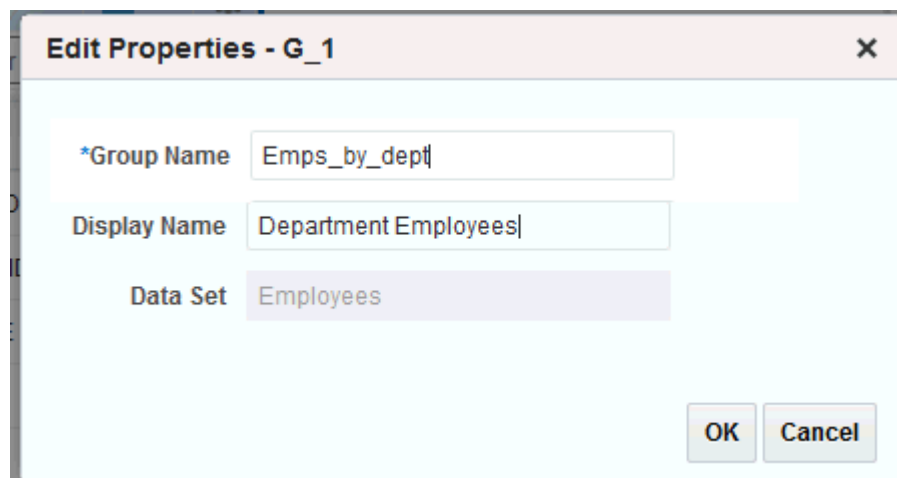 Edit Properties - G_1
*Group Name Emps_by_dept
Display Name Department Employees
Data Set Employees
OK Cancel